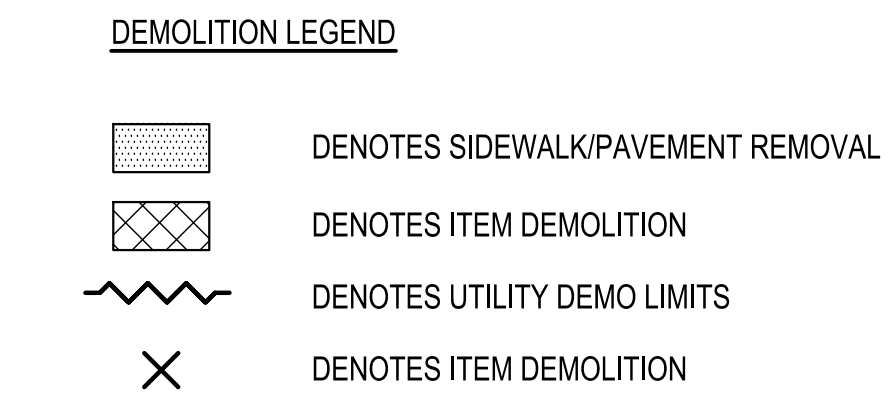 DEMOLITION LEGEND
DENOTES SIDEWALK/PAVEMENT REMOVAL
DENOTES ITEM DEMOLITION
DENOTES UTILITY DEMO LIMITS
DENOTES ITEM DEMOLITION